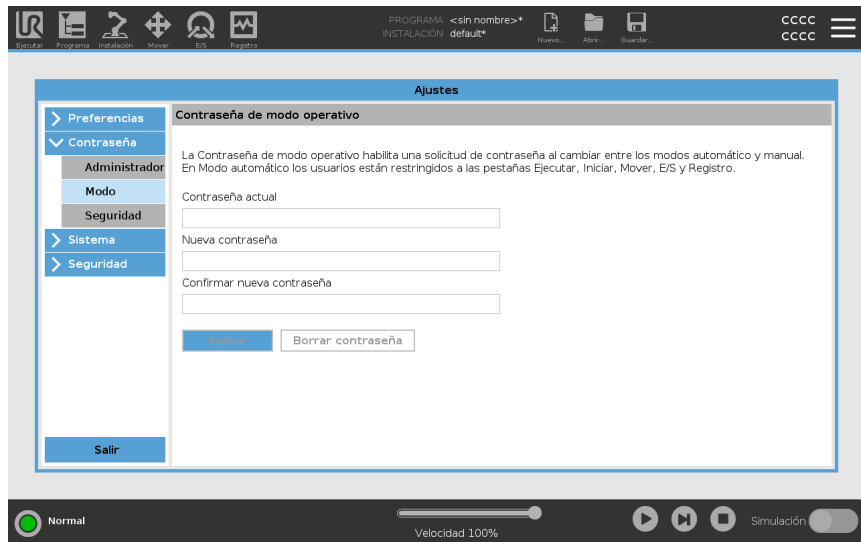 UR
PROGRAMA <sin nombre>*
INSTALACIÓN default*
CCCC
CCCC
Ejecutar
Programa
Instalación
Mover
E/S
Registro
Nuevo...
Abrir...
Guardar...
Ajustes
Preferencias
Contraseña
Administrador
Modo
Seguridad
Sistema
Seguridad
Salir
Contraseña de modo operativo
La Contraseña de modo operativo habilita una solicitud de contraseña al cambiar entre los modos automático y manual.
En Modo automático los usuarios están restringidos a las pestañas Ejecutar, Iniciar, Mover, E/S y Registro.
Contraseña actual
Nueva contraseña
Confirmar nueva contraseña
Aplicar
Borrar contraseña
Normal
Velocidad 100%
Simulación